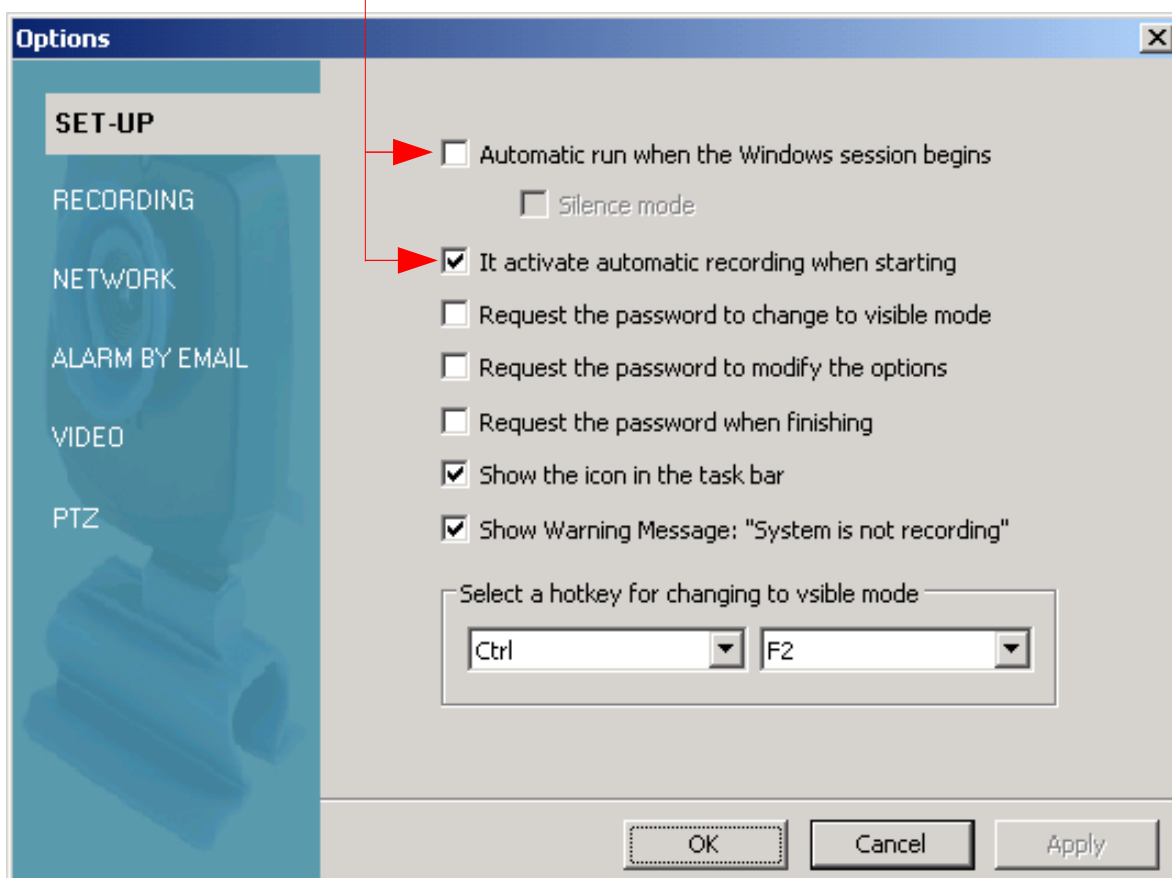 Options
SET-UP
RECORDING
NETWORK
ALARM BY EMAIL
VIDEO
PTZ
Automatic run when the Windows session begins
Silence mode
It activate automatic recording when starting
Request the password to change to visible mode
Request the password to modify the options
Request the password when finishing
Show the icon in the task bar
Show Warning Message: "System is not recording"
Select a hotkey for changing to vsible mode
Ctrl F2
OK Cancel Apply